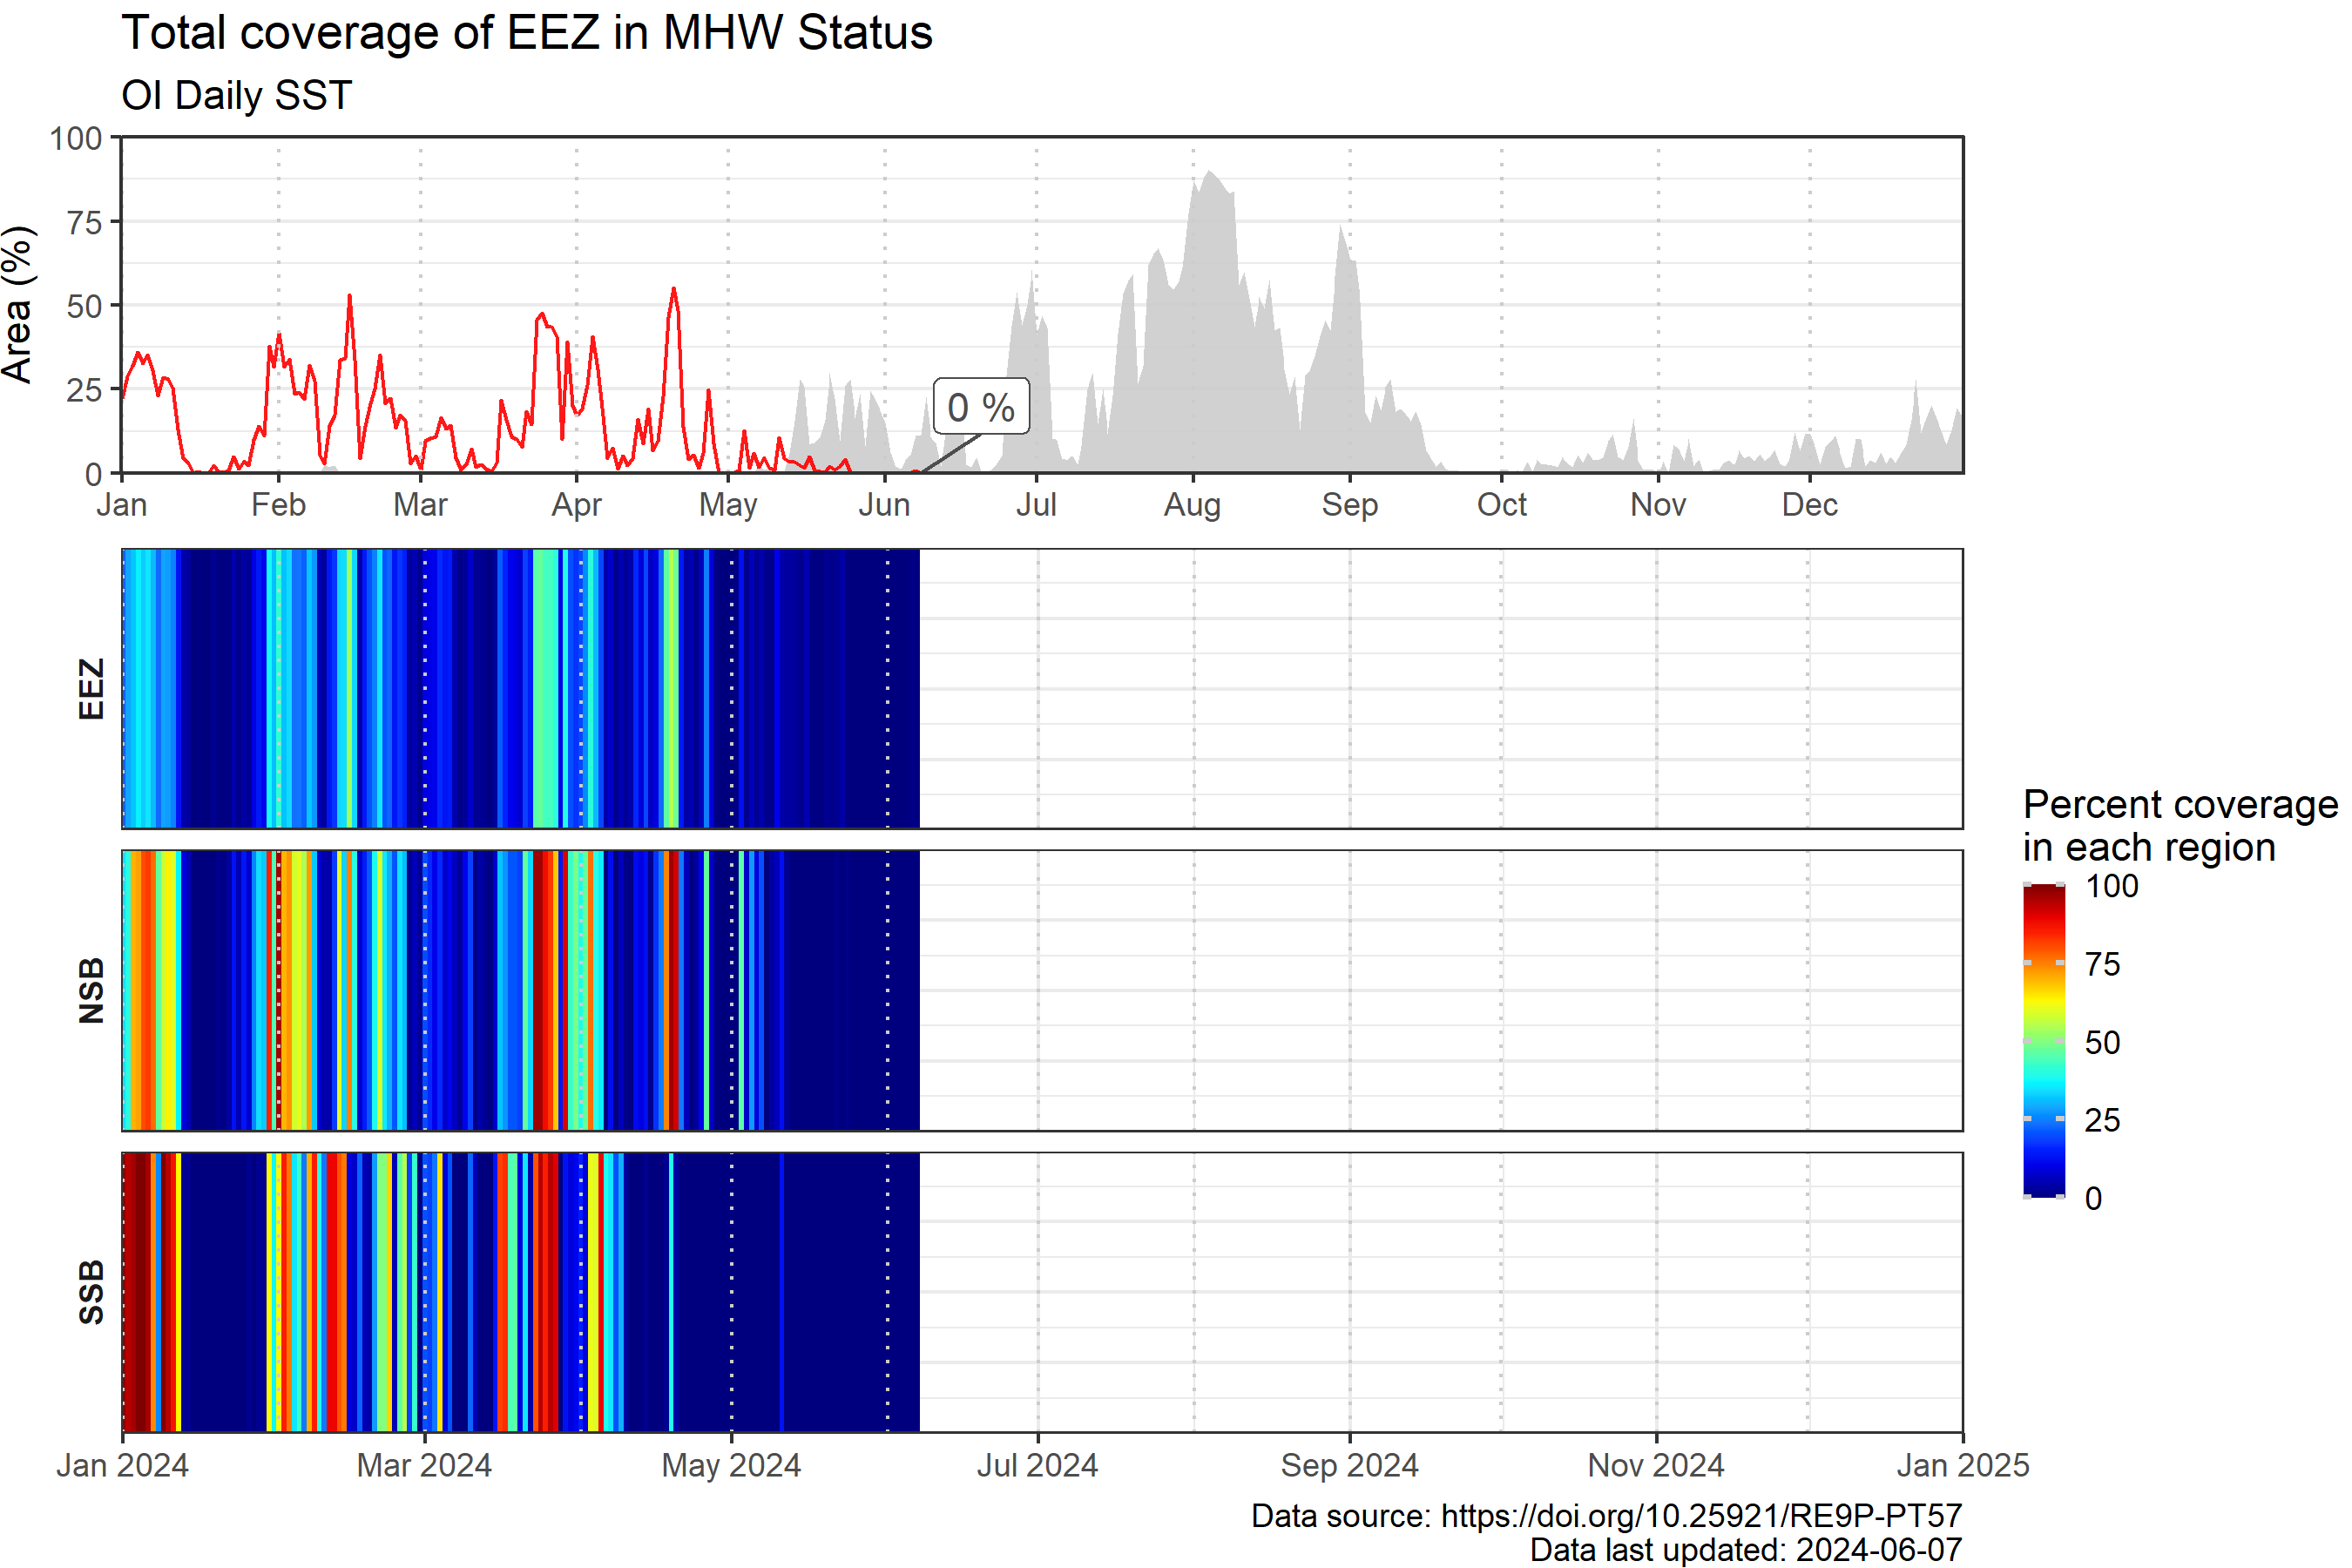 Total coverage of EEZ in MHW Status
OI Daily SST
Area (%)
100
75
50
25
0
0 %
Jan Feb Mar Apr May Jun Jul Aug Sep Oct Nov Dec
EEZ
NSB
SSB
Percent coverage
in each region
100
75
50
25
0
Jan 2024 Mar 2024 May 2024 Jul 2024 Sep 2024 Nov 2024 Jan 2025
Data source: https://doi.org/10.25921/RE9P-PT57
Data last updated: 2024-06-07